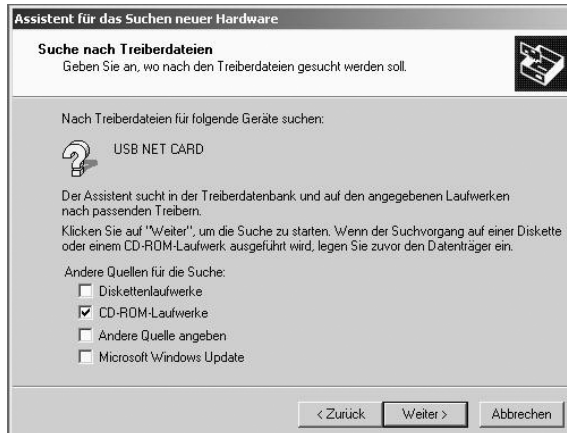 Assistent für das Suchen neuer Hardware
Suche nach Treiberdateien
Geben Sie an, wo nach den Treiberdateien gesucht werden soll.
Nach Treiberdateien für folgende Geräte suchen:
USB NET CARD
Der Assistent sucht in der Treiberdatenbank und auf den angegebenen Laufwerken
nach passenden Treibern.
Klicken Sie auf "Weiter", um die Suche zu starten. Wenn der Suchvorgang auf einer Diskette
oder einem CD-ROM-Laufwerk ausgeführt wird, legen Sie zuvor den Datenträger ein.
Andere Quellen für die Suche:
Diskettenlaufwerke
CD-ROM-Laufwerke
Andere Quelle angeben
Microsoft Windows Update
< Zurück Weiter > Abbrechen